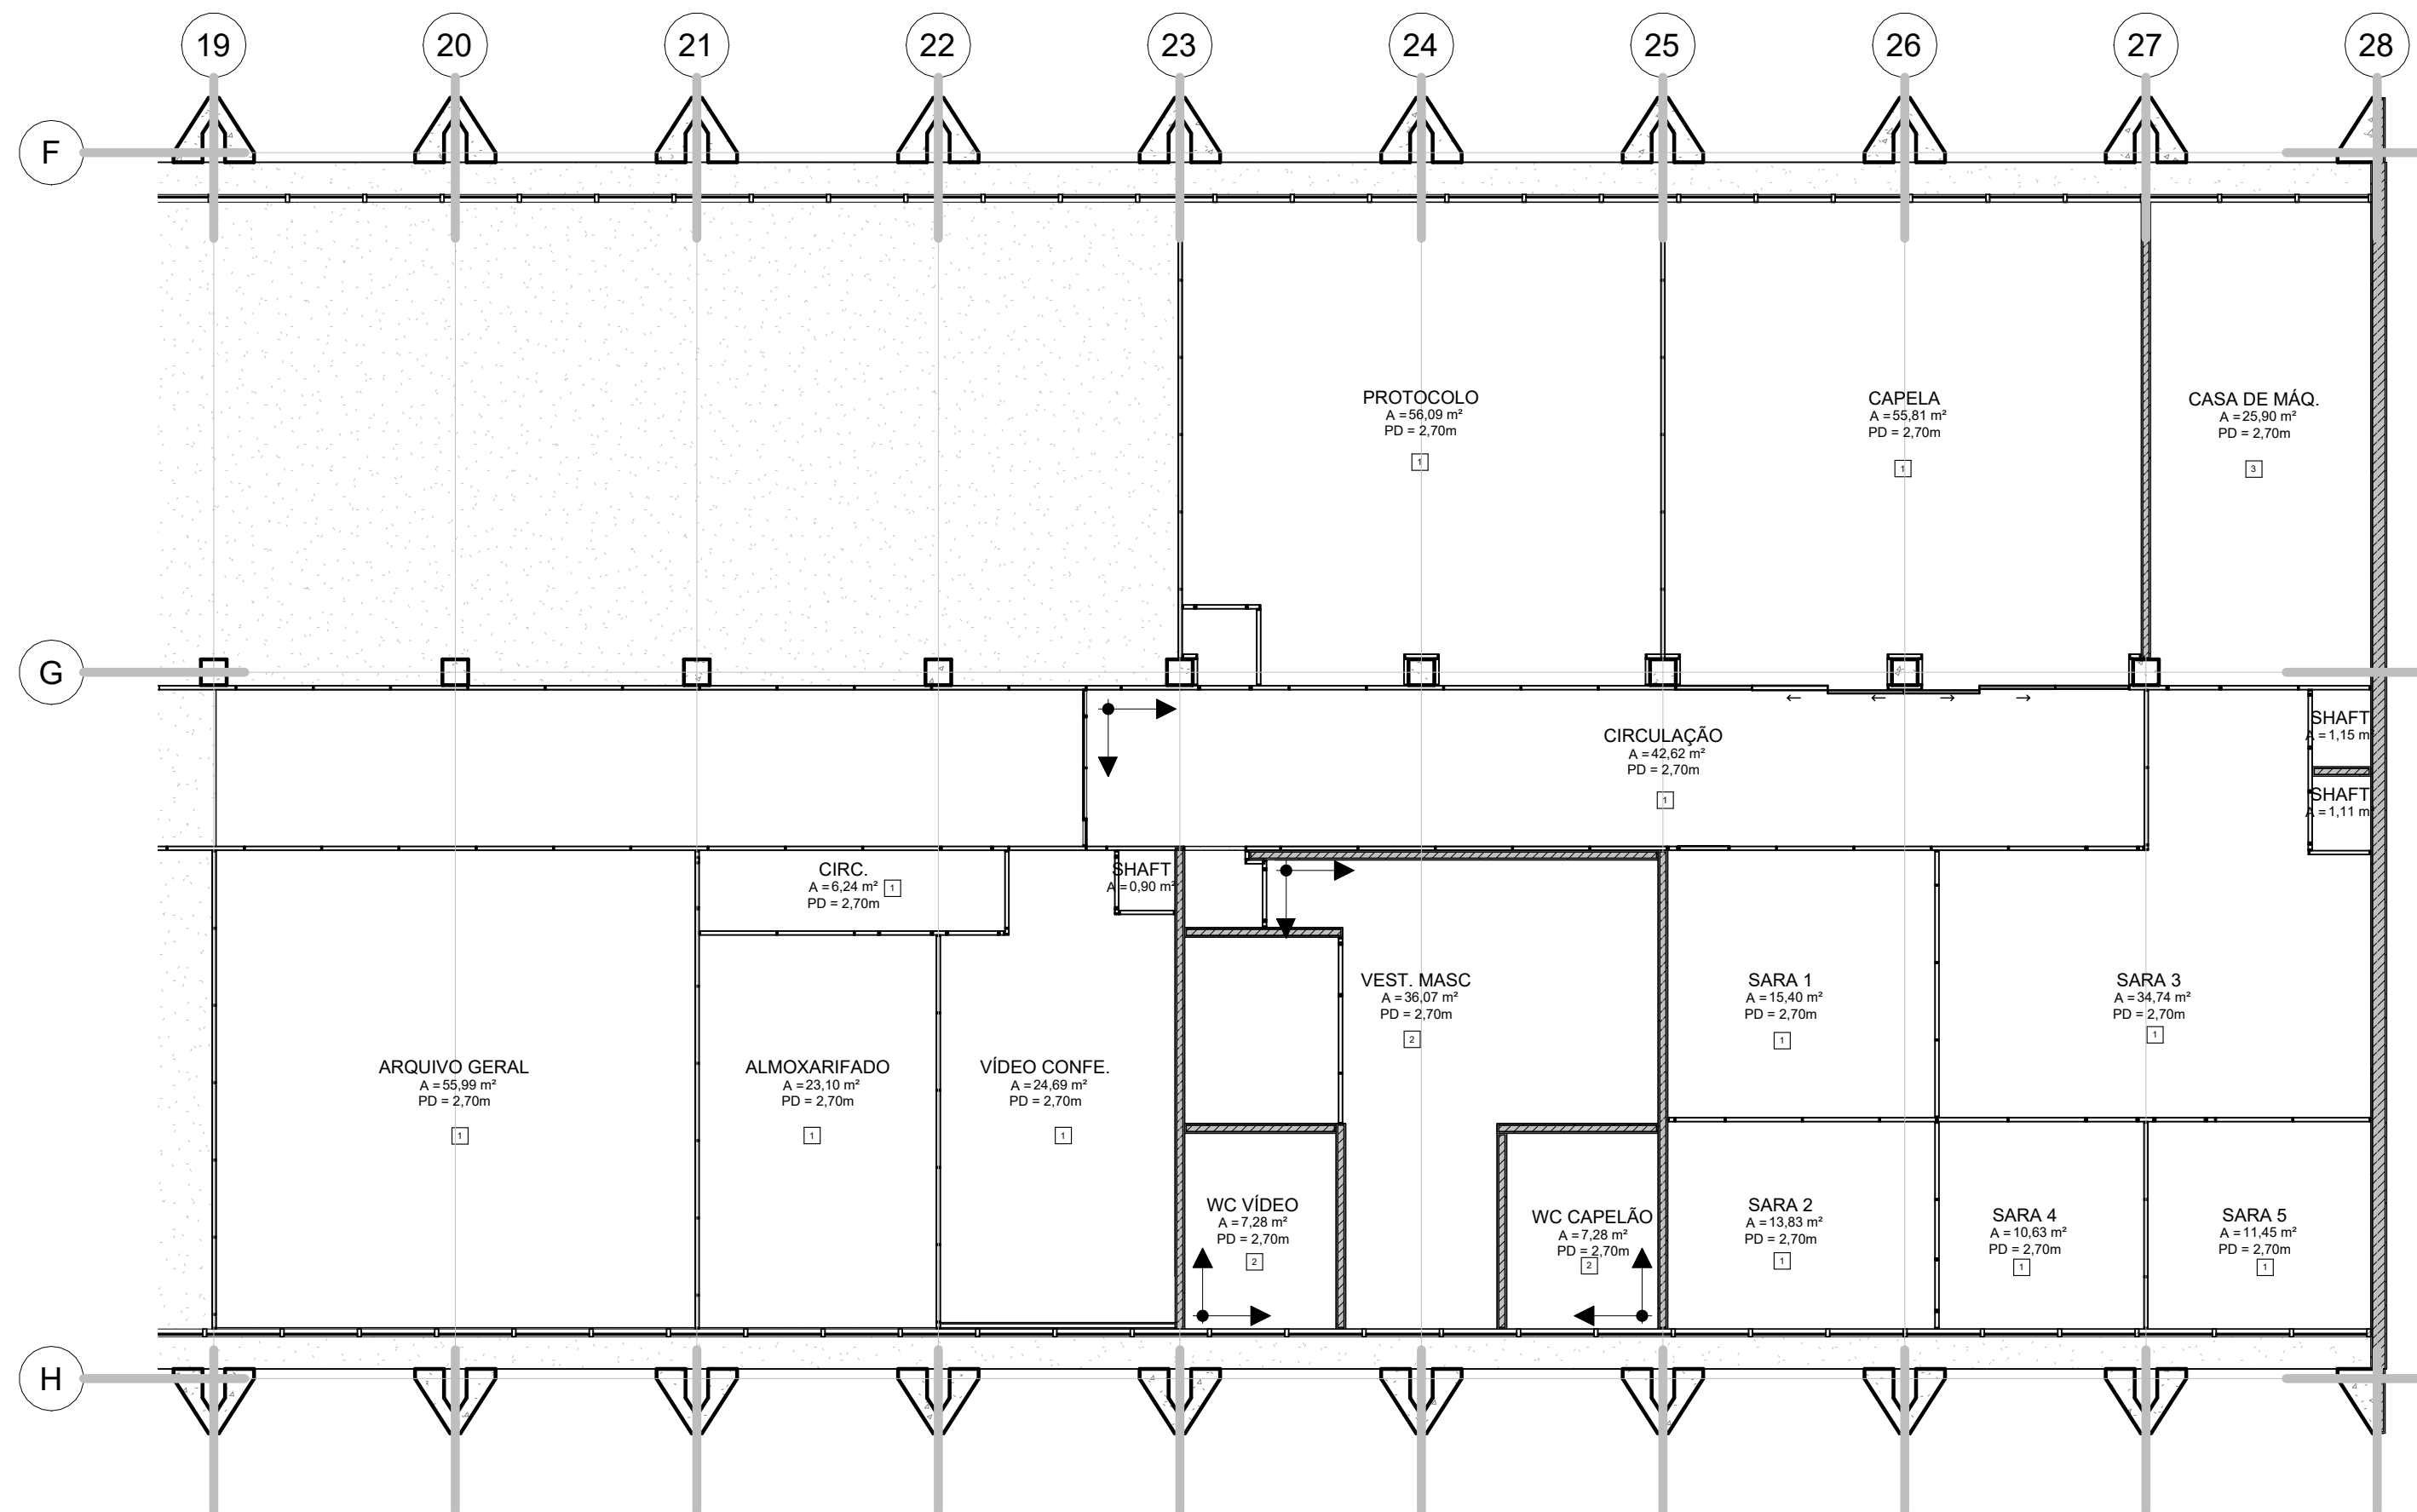 19 20 21 22 23 24 25 26 27 28
F
PROTOCOLO
A = 56,09 m²
PD = 2,70m
1
CAPELA
A = 55,81 m²
PD = 2,70m
1
CASA DE MÁQ.
A = 25,90 m²
PD = 2,70m
3
G
CIRCULAÇÃO
A = 42,62 m²
PD = 2,70m
1
SHAFT
A = 1,15 m
SHAFT
A = 1,11 m
CIRC.
A = 6,24 m²
PD = 2,70m
1
SHAFT
A = 0,90 m²
ARQUIVO GERAL
A = 55,99 m²
PD = 2,70m
1
ALMOXARIFADO
A = 23,10 m²
PD = 2,70m
1
VÍDEO CONFE.
A = 24,69 m²
PD = 2,70m
1
VEST. MASC
A = 36,07 m²
PD = 2,70m
2
SARA 1
A = 15,40 m²
PD = 2,70m
1
SARA 3
A = 34,74 m²
PD = 2,70m
1
WC VÍDEO
A = 7,28 m²
PD = 2,70m
2
WC CAPELÃO
A = 7,28 m²
PD = 2,70m
2
SARA 2
A = 13,83 m²
PD = 2,70m
1
SARA 4
A = 10,63 m²
PD = 2,70m
1
SARA 5
A = 11,45 m²
PD = 2,70m
1
H